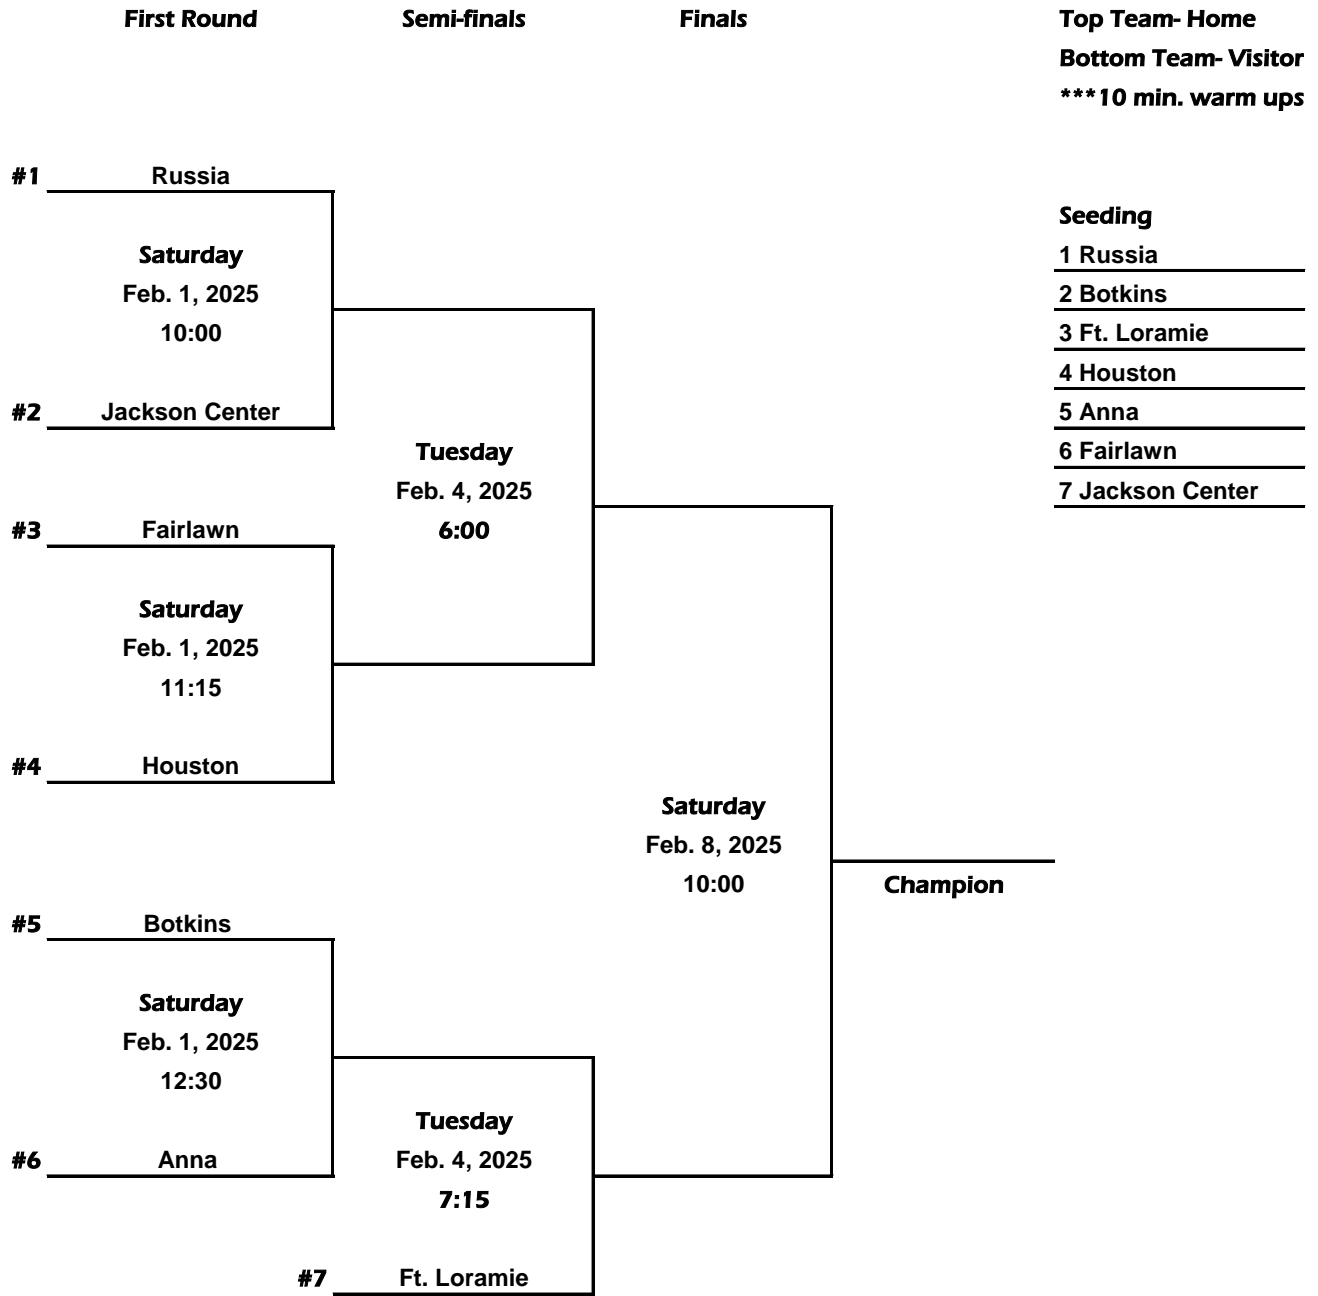 First Round Semi-finals Finals Top Team- Home
Bottom Team- Visitor
***10 min. warm ups
#1 Russia
Seeding
Saturday 1 Russia
Feb. 1, 2025 2 Botkins
10:00 3 Ft. Loramie
4 Houston
#2 Jackson Center 5 Anna
Tuesday 6 Fairlawn
Feb. 4, 2025 7 Jackson Center
#3 Fairlawn 6:00
Saturday
Feb. 1, 2025
11:15
#4 Houston
Saturday
Feb. 8, 2025
10:00 Champion
#5 Botkins
Saturday
Feb. 1, 2025
12:30
Tuesday
#6 Anna Feb. 4, 2025
7:15
#7 Ft. Loramie